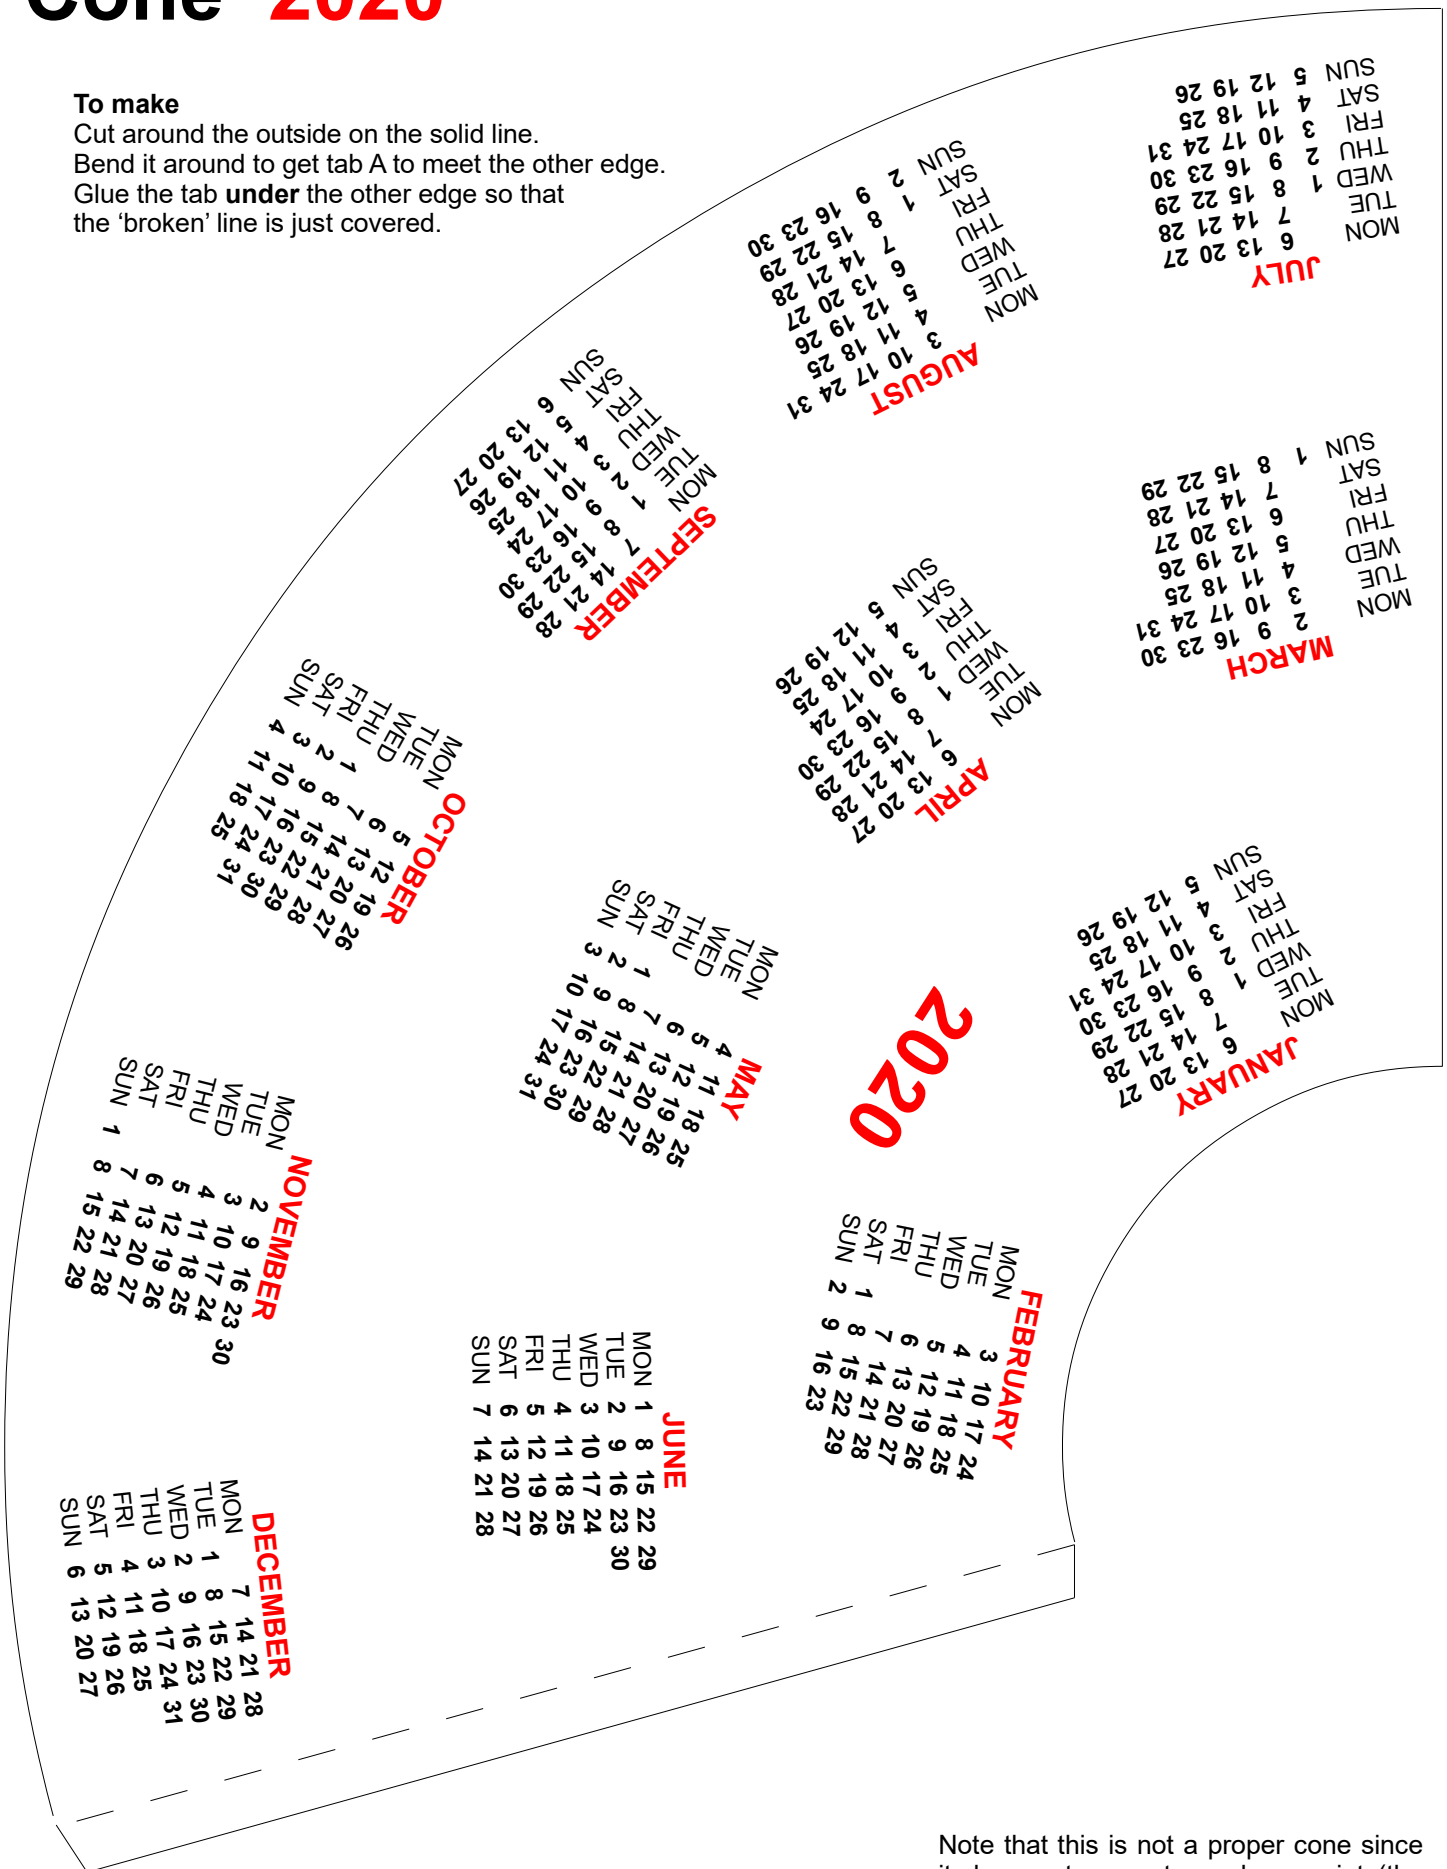 Cone 2020
To make
Cut around the outside on the solid line.
Bend it around to get tab A to meet the other edge.
Glue the tab under the other edge so that
the ‘broken’ line is just covered.
2020
JANUARY
MON 6 13 20 27
TUE 7 14 21 28
WED 1 8 15 22 29
THU 2 9 16 23 30
FRI 3 10 17 24 31
SAT 4 11 18 25
SUN 5 12 19 26
FEBRUARY
MON 3 10 17 24
TUE 4 11 18 25
WED 5 12 19 26
THU 6 13 20 27
FRI 7 14 21 28
SAT 1 8 15 22 29
SUN 2 9 16 23
MARCH
MON 2 9 16 23 30
TUE 3 10 17 24 31
WED 4 11 18 25
THU 5 12 19 26
FRI 6 13 20 27
SAT 7 14 21 28
SUN 1 8 15 22 29
APRIL
MON 6 13 20 27
TUE 7 14 21 28
WED 1 8 15 22 29
THU 2 9 16 23 30
FRI 3 10 17 24
SAT 4 11 18 25
SUN 5 12 19 26
MAY
MON 4 11 18 25
TUE 5 12 19 26
WED 6 13 20 27
THU 7 14 21 28
FRI 1 8 15 22 29
SAT 2 9 16 23 30
SUN 3 10 17 24 31
JUNE
MON 1 8 15 22 29
TUE 2 9 16 23 30
WED 3 10 17 24
THU 4 11 18 25
FRI 5 12 19 26
SAT 6 13 20 27
SUN 7 14 21 28
JULY
MON 6 13 20 27
TUE 7 14 21 28
WED 1 8 15 22 29
THU 2 9 16 23 30
FRI 3 10 17 24 31
SAT 4 11 18 25
SUN 5 12 19 26
AUGUST
MON 3 10 17 24 31
TUE 4 11 18 25
WED 5 12 19 26
THU 6 13 20 27
FRI 7 14 21 28
SAT 1 8 15 22 29
SUN 2 9 16 23 30
SEPTEMBER
MON 7 14 21 28
TUE 1 8 15 22 29
WED 2 9 16 23 30
THU 3 10 17 24
FRI 4 11 18 25
SAT 5 12 19 26
SUN 6 13 20 27
OCTOBER
MON 5 12 19 26
TUE 6 13 20 27
WED 7 14 21 28
THU 1 8 15 22 29
FRI 2 9 16 23 30
SAT 3 10 17 24 31
SUN 4 11 18 25
NOVEMBER
MON 2 9 16 23 30
TUE 3 10 17 24
WED 4 11 18 25
THU 5 12 19 26
FRI 6 13 20 27
SAT 7 14 21 28
SUN 1 8 15 22 29
DECEMBER
MON 7 14 21 28
TUE 1 8 15 22 29
WED 2 9 16 23 30
THU 3 10 17 24 31
FRI 4 11 18 25
SAT 5 12 19 26
SUN 6 13 20 27
Note that this is not a proper cone since